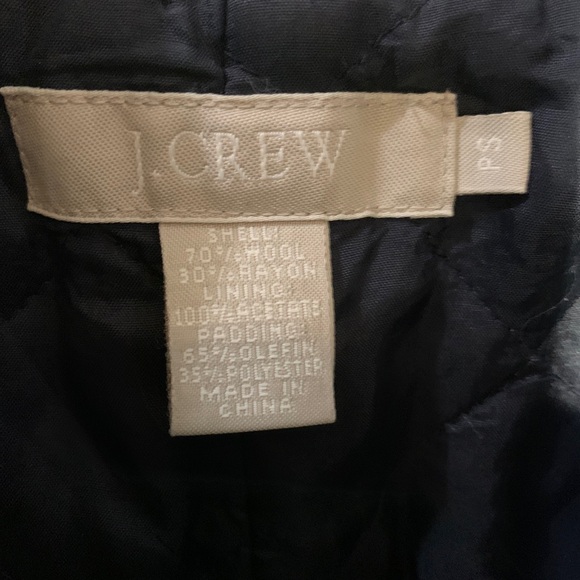 J.CREW
PS
SHELL:
70%WOOL
30%RAYON
LINING:
100%ACETATE
PADDING:
65%OLEFIN
35%POLYESTER
MADE IN
CHINA